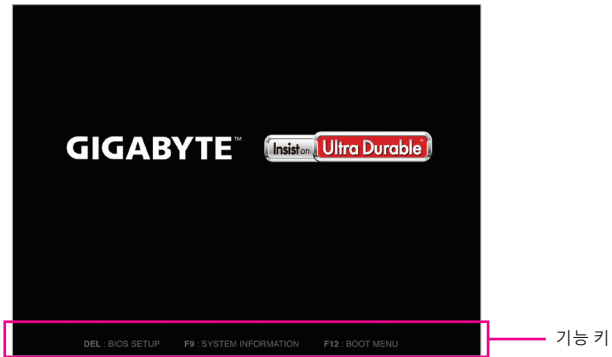 GIGABYTE™ Insist on Ultra Durable™
DEL : BIOS SETUP F9 : SYSTEM INFORMATION F12 : BOOT MENU
기능 키